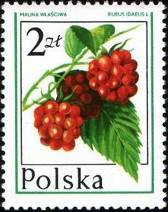 MALINA WŁAŚCIWA
RUBUS IDAEUS L.
2 zł
Polska